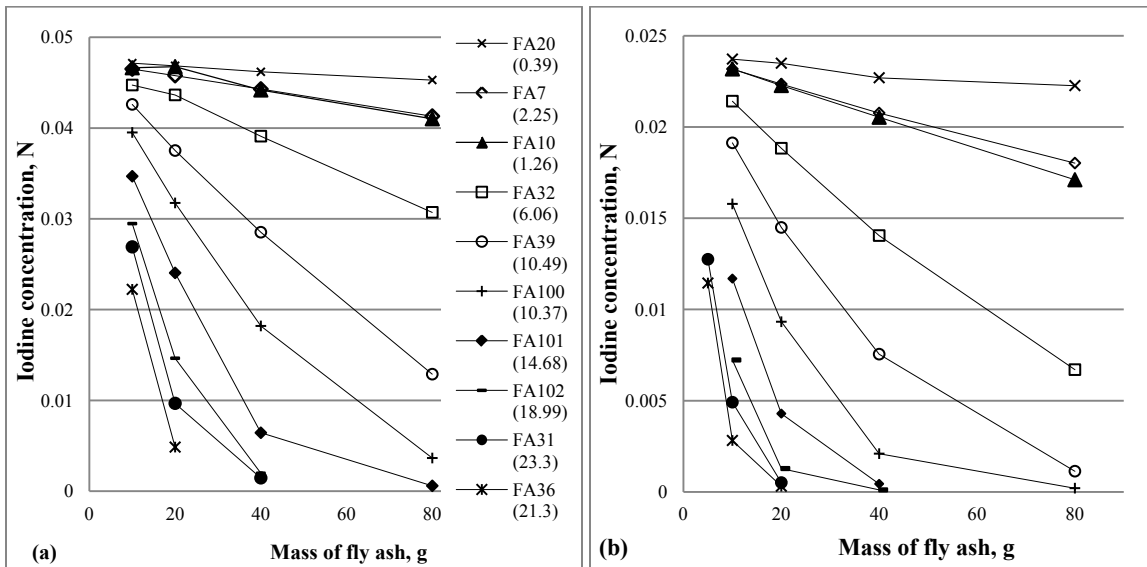 Iodine concentration, N
0.05
0.04
0.03
0.02
0.01
0
0 20 40 60 80
(a) Mass of fly ash, g
FA20
(0.39)
FA7
(2.25)
FA10
(1.26)
FA32
(6.06)
FA39
(10.49)
FA100
(10.37)
FA101
(14.68)
FA102
(18.99)
FA31
(23.3)
FA36
(21.3)
Iodine concentration, N
0.025
0.02
0.015
0.01
0.005
0
0 20 40 60 80
(b) Mass of fly ash, g